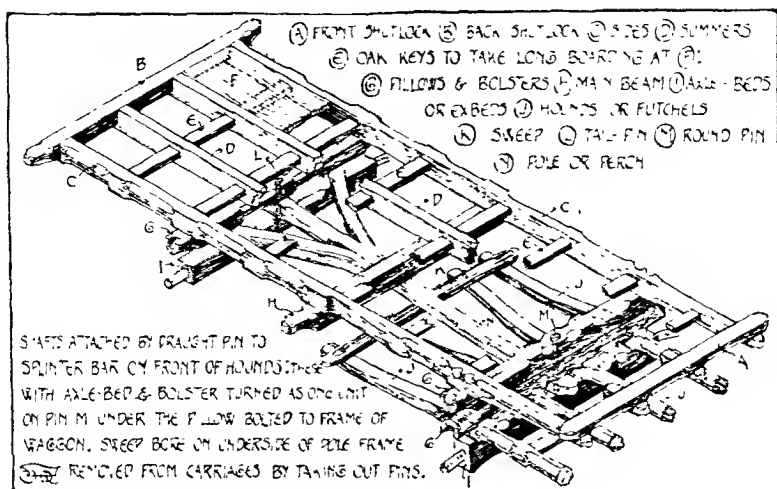 Ⓐ FRONT SHUTLOCK Ⓑ BACK SHUTLOCK Ⓒ SIDES Ⓓ SUMMERS
Ⓔ OAK KEYS TO TAKE LONG BOARDING AT Ⓕ:
Ⓖ PILLOWS & BOLSTERS Ⓗ MAIN BEAM Ⓘ AXLE-BEDS
OR EXBEDS Ⓙ HOUNDS OR FUTCHELS
Ⓚ SWEEP Ⓛ TAIL-PIN Ⓜ ROUND PIN
Ⓝ POLE OR PERCH
B
F
E
D
L
C
D
C
G
E
I
J
H
M
A
J
J
G
G
I
SHAFTS ATTACHED BY DRAUGHT PIN TO
SPLINTER BAR ON FRONT OF HOUNDS: THESE
WITH AXLE-BED & BOLSTER TURNED AS ONE UNIT
ON PIN M UNDER THE PILLOW BOLTED TO FRAME OF
WAGGON. SWEEP BORE ON UNDERSIDE OF POLE FRAME
REMOVED FROM CARRIAGES BY TAKING OUT PINS.